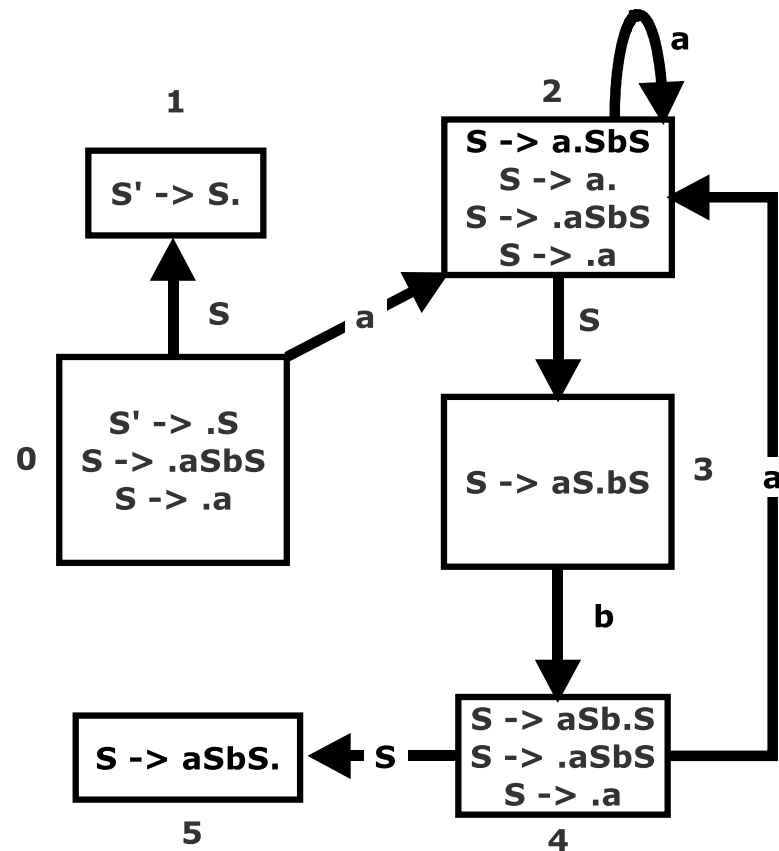 a
1
2
S' -> S.
S -> a.SbS
S -> a.
S -> .aSbS
S -> .a
S
a
S
0
S' -> .S
S -> .aSbS
S -> .a
S -> aS.bS
3
a
b
S -> aSbS.
S
S -> aSb.S
S -> .aSbS
S -> .a
5
4